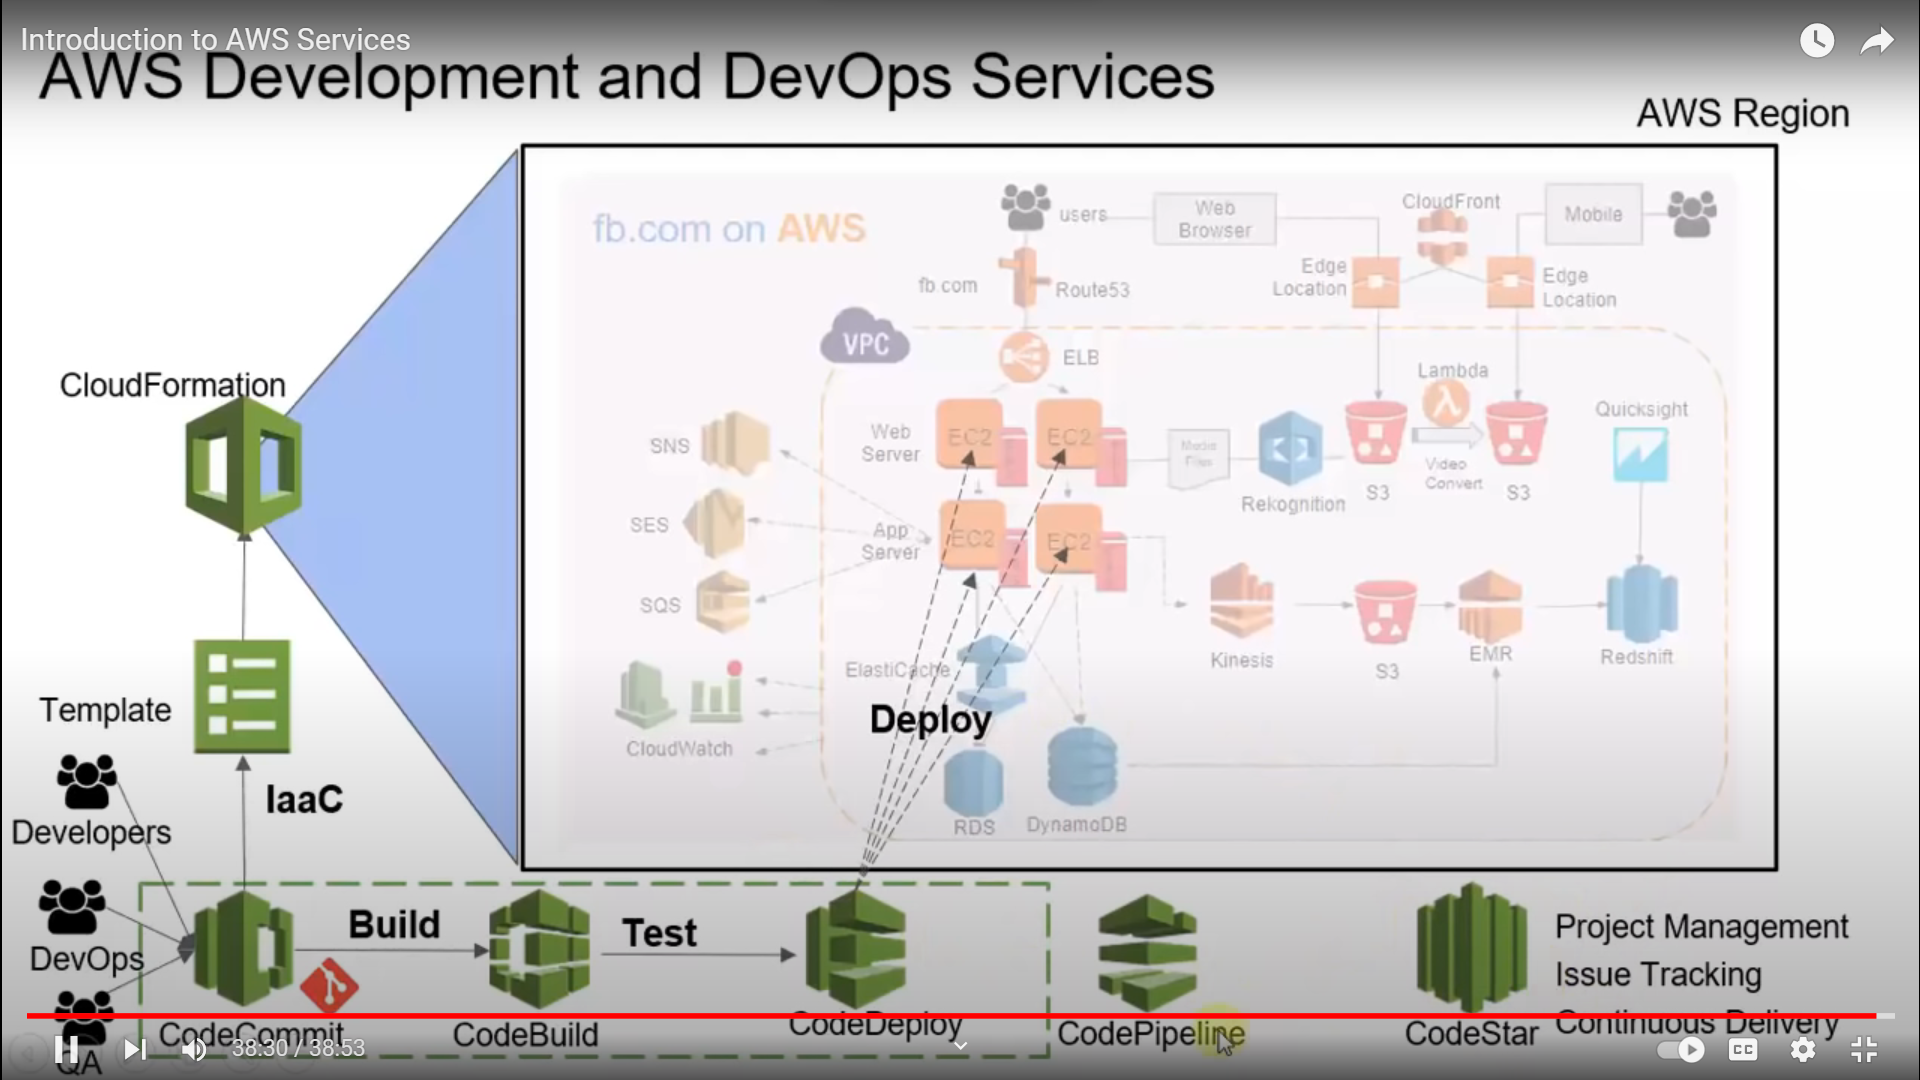 Introduction to AWS Services
AWS Development and DevOps Services
AWS Region
fb.com on AWS
users
Web
Browser
CloudFront
Mobile
fb.com
Route53
Edge
Location
Edge
Location
VPC
ELB
Lambda
Quicksight
CloudFormation
SNS
Web
Server
EC2
EC2
Media
Files
Rekognition
S3
Video
Convert
S3
SES
App
Server
EC2
EC2
SQS
Kinesis
S3
EMR
Redshift
ElastiCache
Deploy
CloudWatch
RDS
DynamoDB
Template
IaaC
Developers
DevOps
QA
Build
Test
CodeCommit
CodeBuild
CodeDeploy
CodePipeline
CodeStar
Project Management
Issue Tracking
Continuous Delivery
38:30 / 38:53
CC